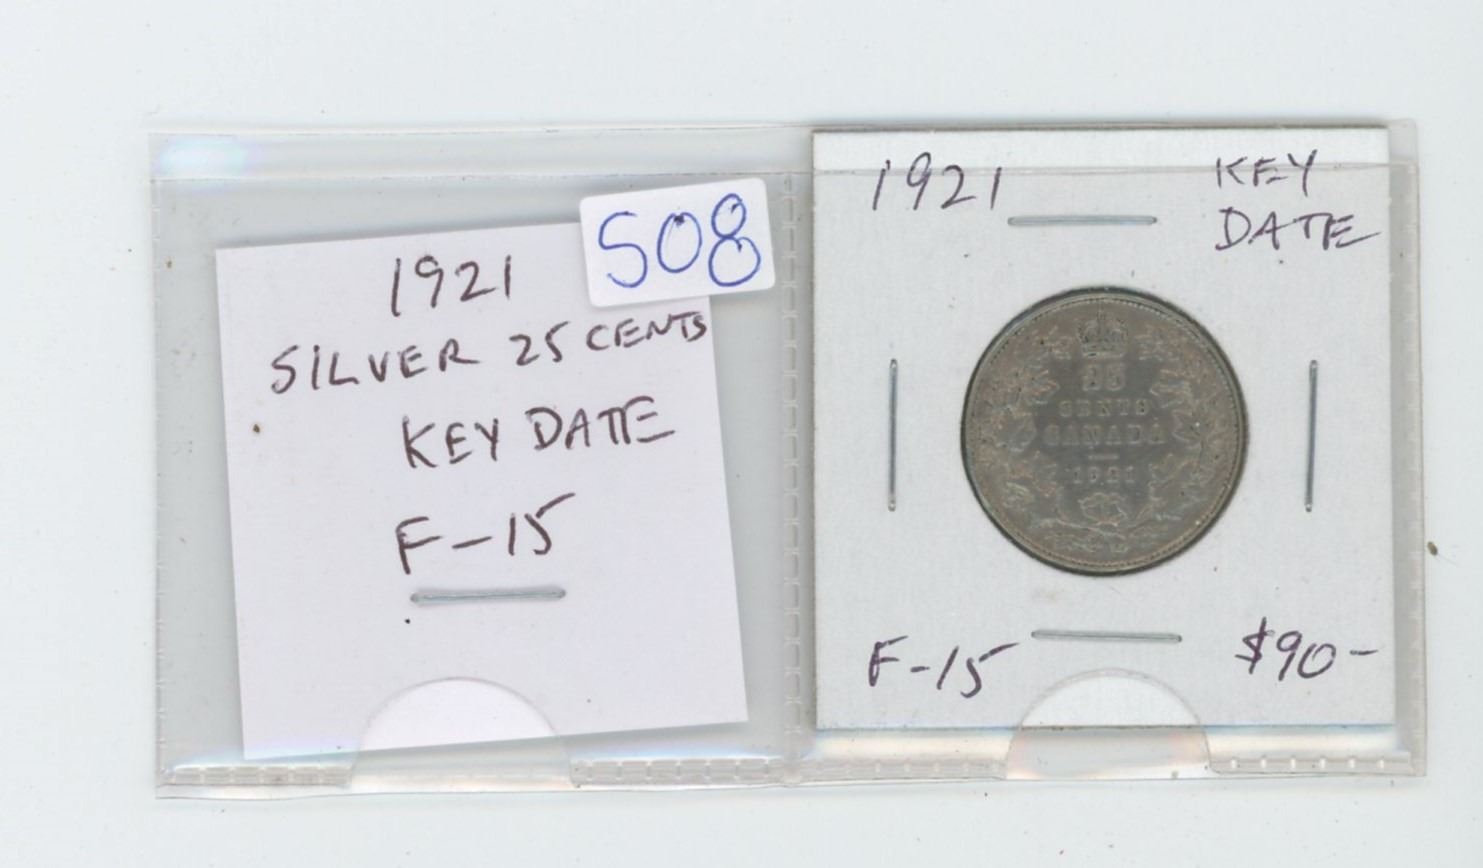 508
1921
SILVER 25 CENTS
KEY DATE
F-15
1921
KEY
DATE
25
CENTS
CANADA
1921
F-15
$90-